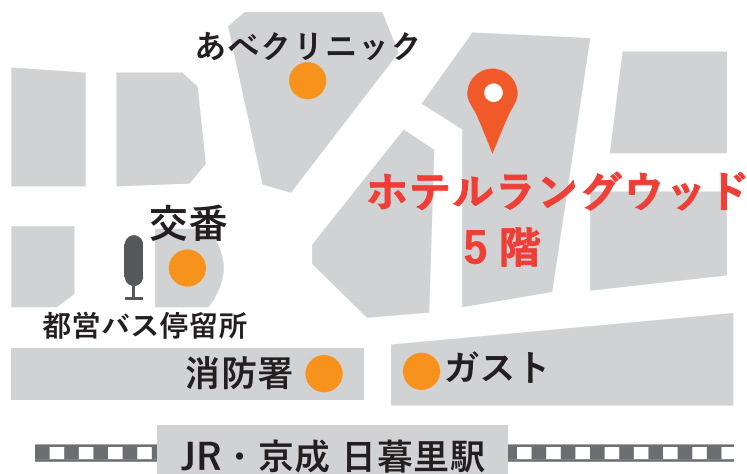 あべクリニック
ホテルラングウッド
5 階
交番
都営バス停留所
消防署
ガスト
JR・京成 日暮里駅